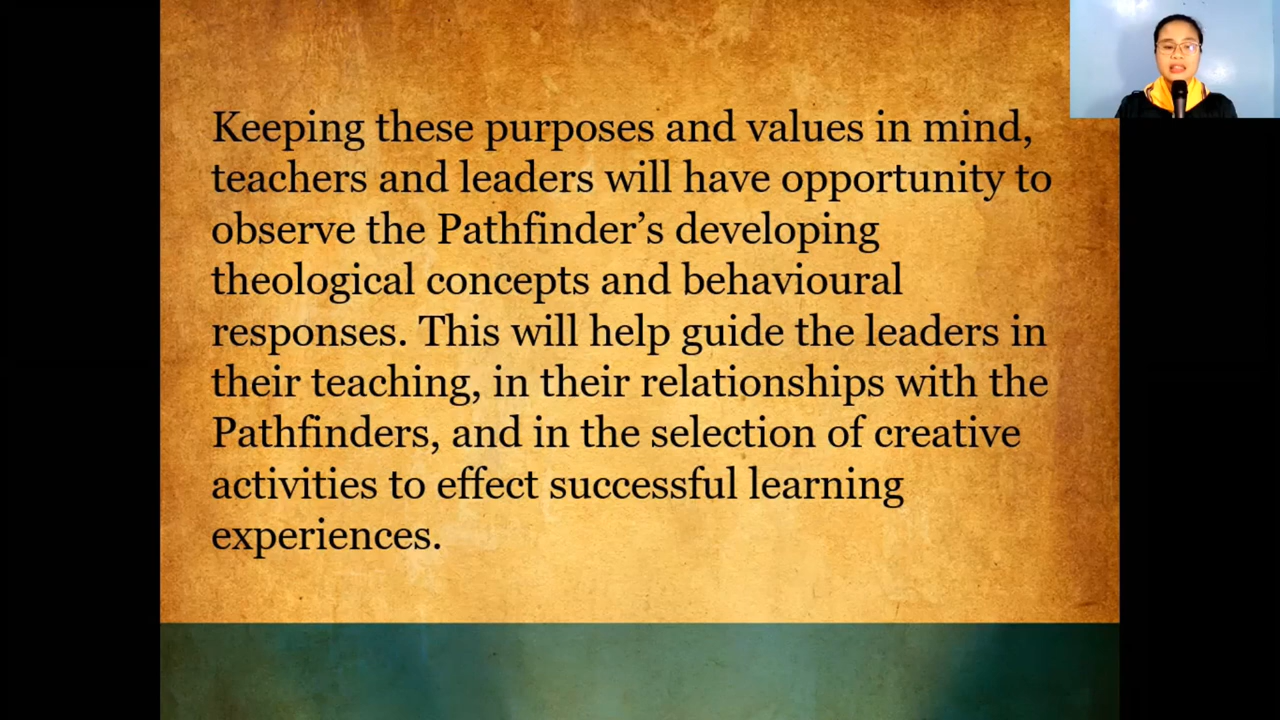 Keeping these purposes and values in mind,
teachers and leaders will have opportunity to
observe the Pathfinder’s developing
theological concepts and behavioural
responses. This will help guide the leaders in
their teaching, in their relationships with the
Pathfinders, and in the selection of creative
activities to effect successful learning
experiences.